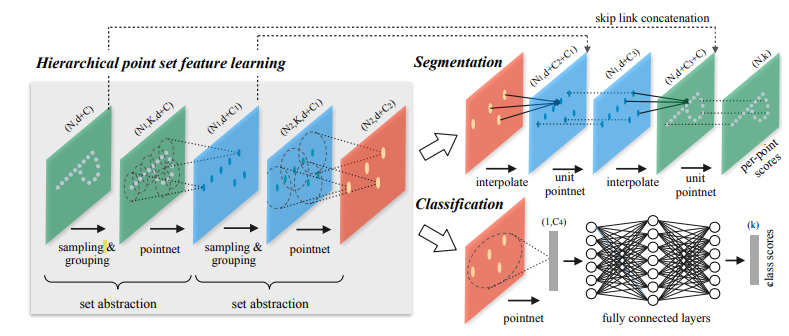 skip link concatenation
Hierarchical point set feature learning
(N,d+C)
(N1,K,d+C)
(N1,d+C1)
(N2,K,d+C1)
(N2,d+C2)
sampling &
grouping
pointnet
sampling &
grouping
pointnet
set abstraction
set abstraction
Segmentation
(N1,d+C2+C1)
(N1,d+C3)
(N,d+C3+C)
(N,k)
interpolate
unit
pointnet
interpolate
unit
pointnet
per-point
scores
Classification
(1,C4)
(k)
pointnet
fully connected layers
class scores